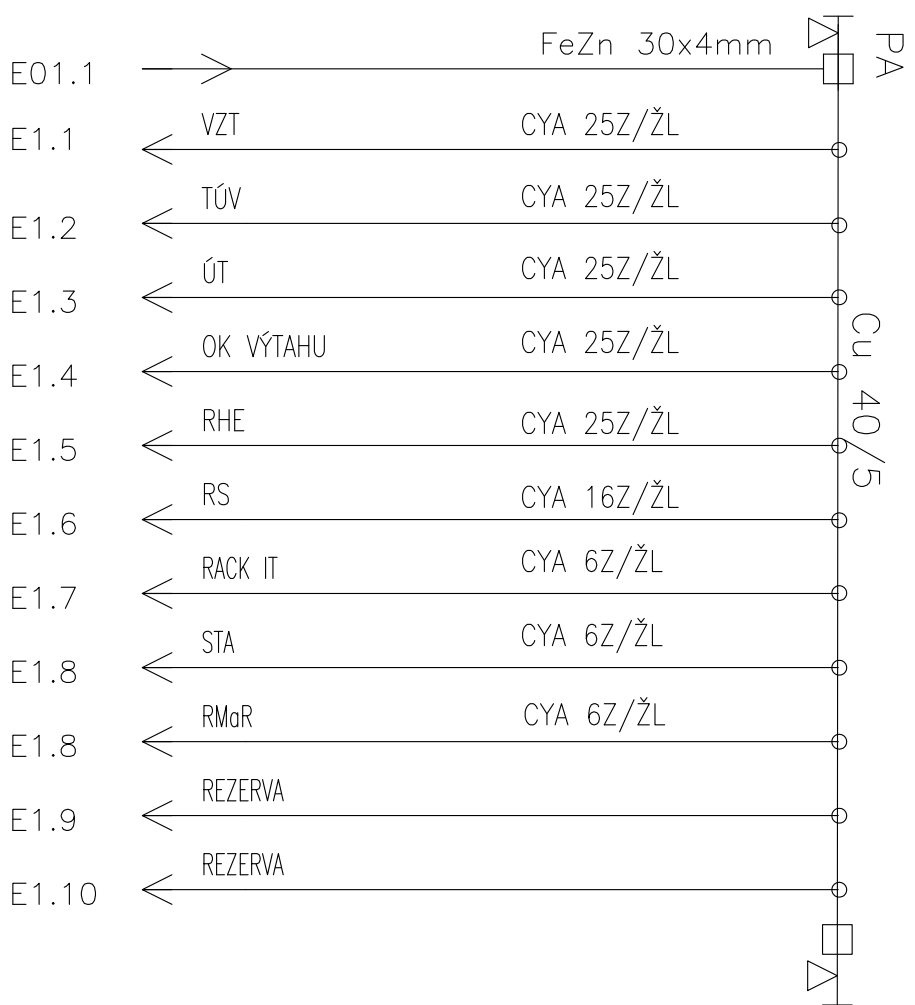 FeZn 30x4mm
PA
E01.1
E1.1 VZT CYA 25Z/ŽL
E1.2 TÚV CYA 25Z/ŽL
E1.3 ÚT CYA 25Z/ŽL
E1.4 OK VÝTAHU CYA 25Z/ŽL
Cu 40/5
E1.5 RHE CYA 25Z/ŽL
E1.6 RS CYA 16Z/ŽL
E1.7 RACK IT CYA 6Z/ŽL
E1.8 STA CYA 6Z/ŽL
E1.8 RMaR CYA 6Z/ŽL
E1.9 REZERVA
E1.10 REZERVA